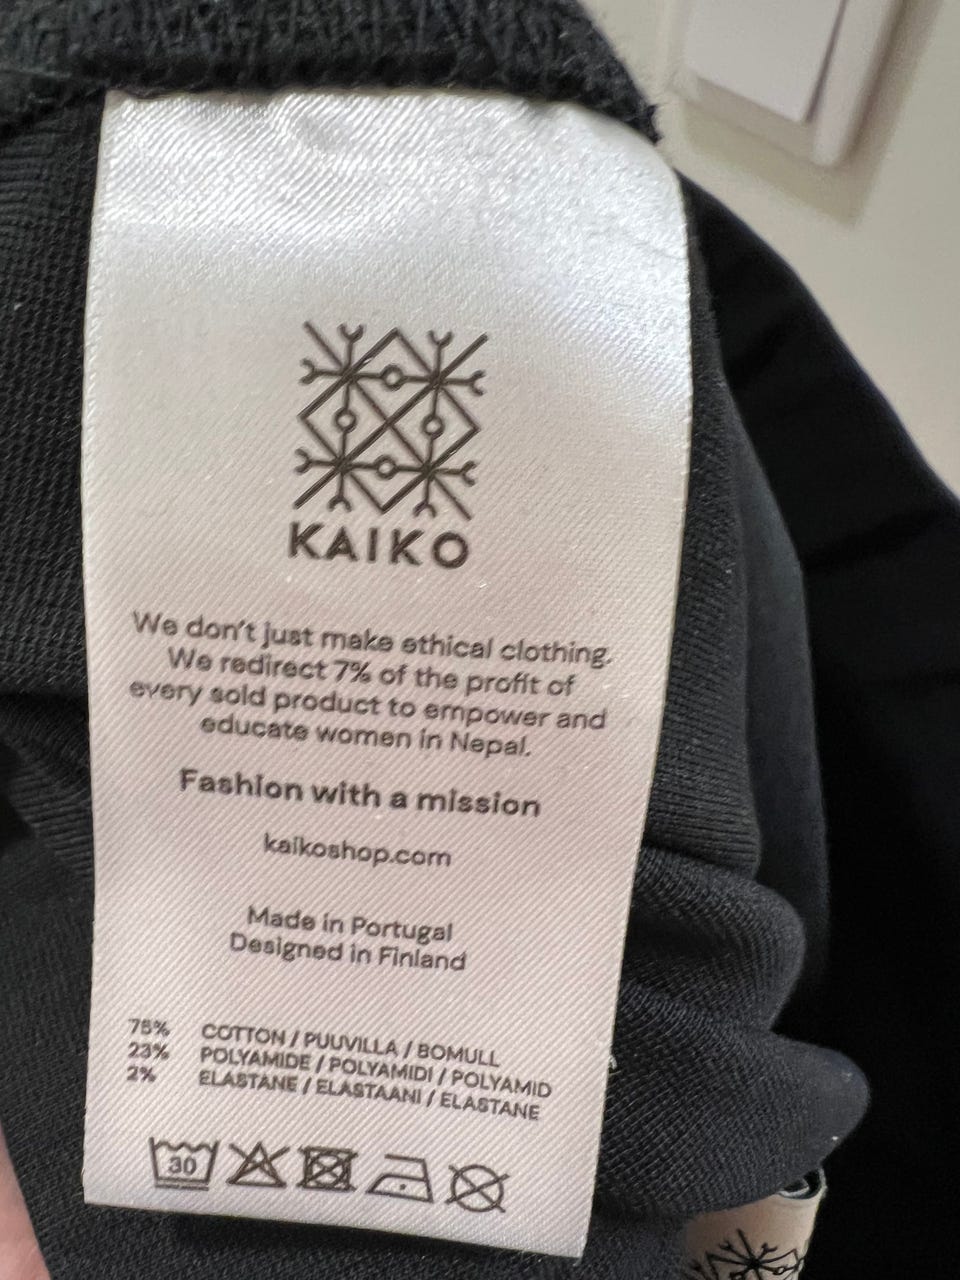 KAIKO
We don't just make ethical clothing.
We redirect 7% of the profit of
every sold product to empower and
educate women in Nepal.
Fashion with a mission
kaikoshop.com
Made in Portugal
Designed in Finland
75% COTTON / PUUVILLA / BOMULL
23% POLYAMIDE / POLYAMIDI / POLYAMID
2% ELASTANE / ELASTAANI / ELASTANE
30